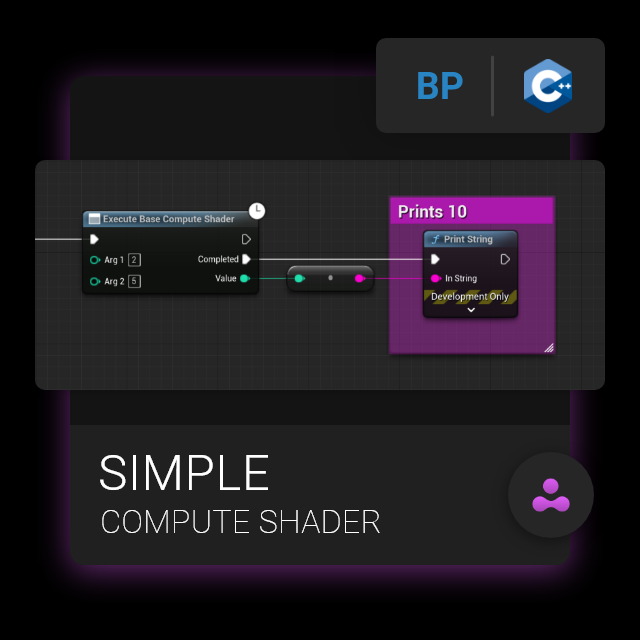 BP
C++
Execute Base Compute Shader
Arg 1 2
Completed
Arg 2 5
Value
Prints 10
f Print String
In String
Development Only
SIMPLE
COMPUTE SHADER